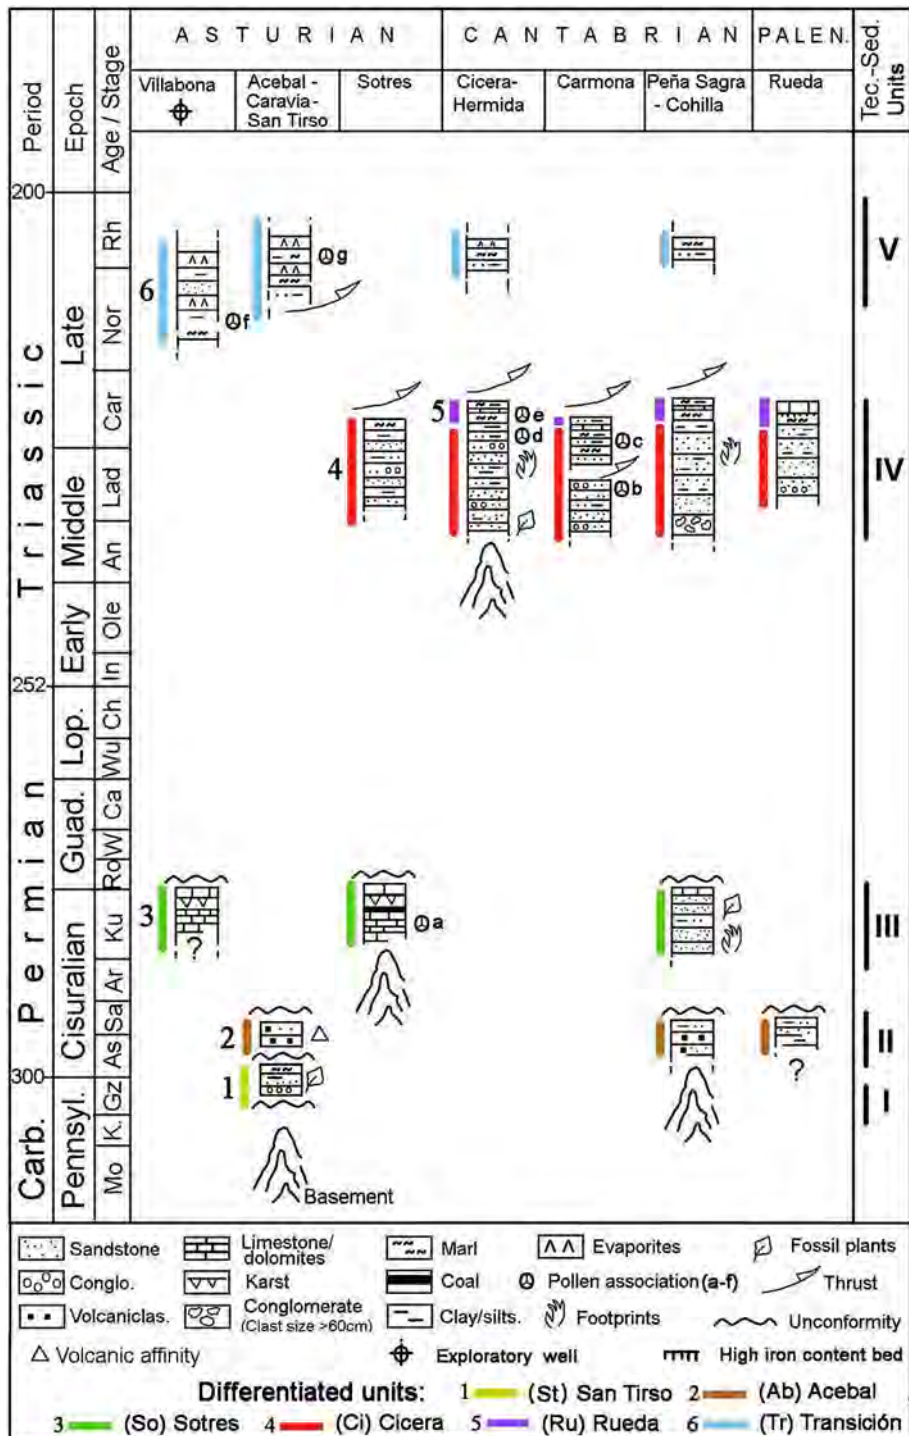 A S T U R I A N C A N T A B R I A N PALEN.
Period
Epoch
Age / Stage
Villabona
Acebal -
Caravia-
San Tirso
Sotres
Cicera-
Hermida
Carmona
Peña Sagra
- Cohilla
Rueda
Tec.-Sed.
Units
200
252
300
Triassic
Permian
Carb.
Late
Middle
Early
Lop.
Guad.
Cisuralian
Pennsyl.
Rh
Nor
Car
Lad
An
Ole
In
Ch
Wu
Ca
W
Ro
Ku
Ar
Sa
As
Gz
K.
Mo
6
f
g
V
4
5
e
d
c
b
IV
3
?
a
III
2
?
II
1
I
Basement
Sandstone
Limestone/
dolomites
Marl
Evaporites
Fossil plants
Conglo.
Karst
Coal
Pollen association (a-f)
Thrust
Volcaniclas.
Conglomerate
(Clast size >60cm)
Clay/silts.
Footprints
Unconformity
Volcanic affinity
Exploratory well
High iron content bed
Differentiated units:
1 (St) San Tirso
2 (Ab) Acebal
3 (So) Sotres
4 (Ci) Cicera
5 (Ru) Rueda
6 (Tr) Transición